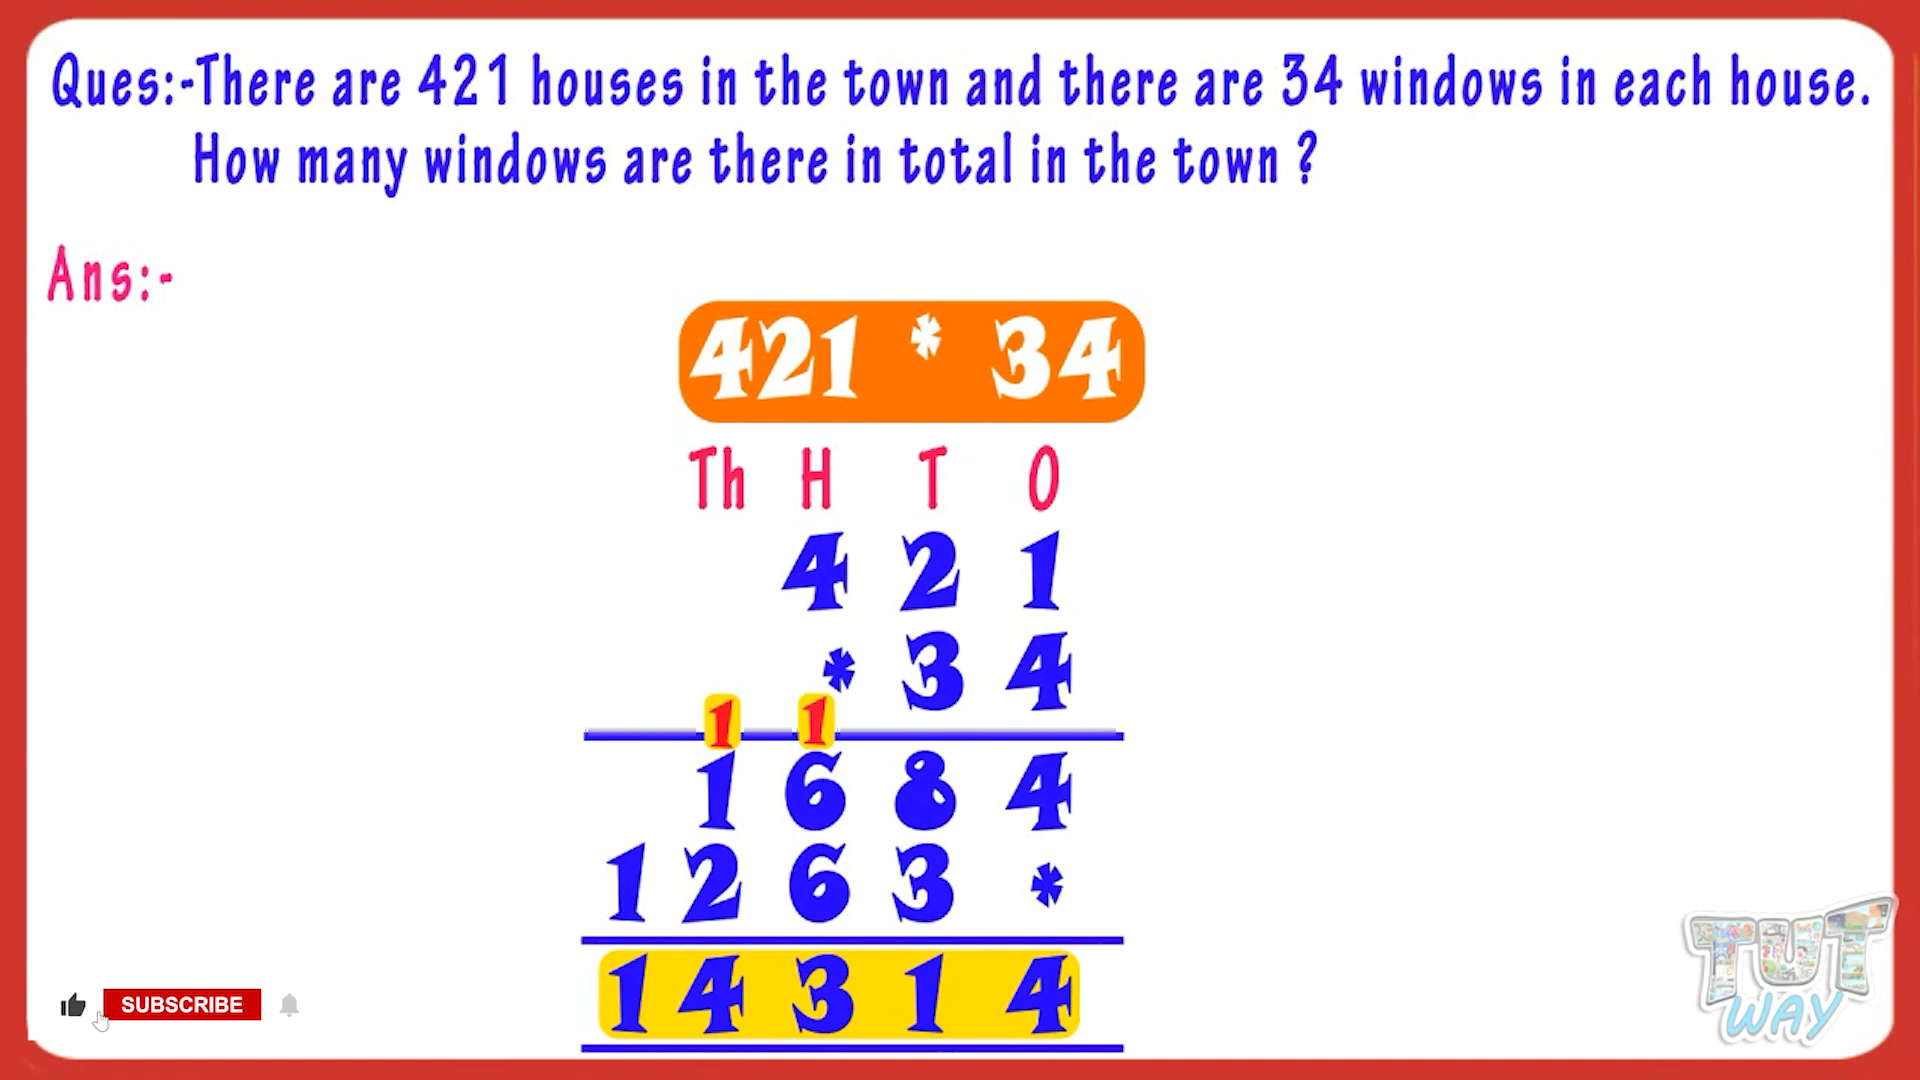 Ques:-There are 421 houses in the town and there are 34 windows in each house.
How many windows are there in total in the town ?
Ans:-
421 * 34
Th H T O
4 2 1
* 3 4
1 1
1 6 8 4
1 2 6 3 *
1 4 3 1 4
SUBSCRIBE
TUT
WAY